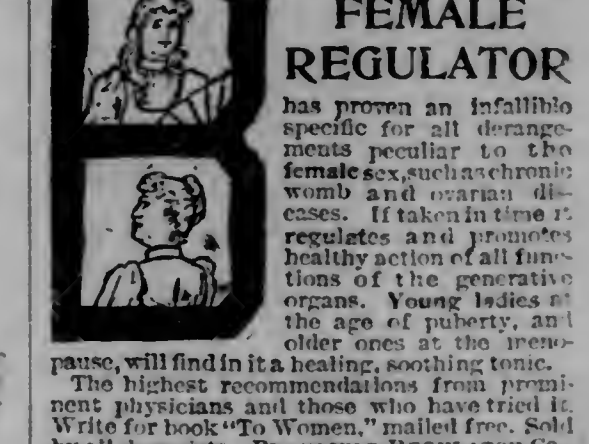 FEMALE
REGULATOR
has proven an infallible
specific for all derange-
ments peculiar to the
female sex, such as chronic
womb and ovarian dis-
eases. If taken in time it
regulates and promotes
healthy action of all func-
tions of the generative
organs. Young ladies at
the age of puberty, and
older ones at the meno-
pause, will find in it a healing, soothing tonic.
The highest recommendations from promi-
nent physicians and those who have tried it.
Write for book "To Women," mailed free. Sold